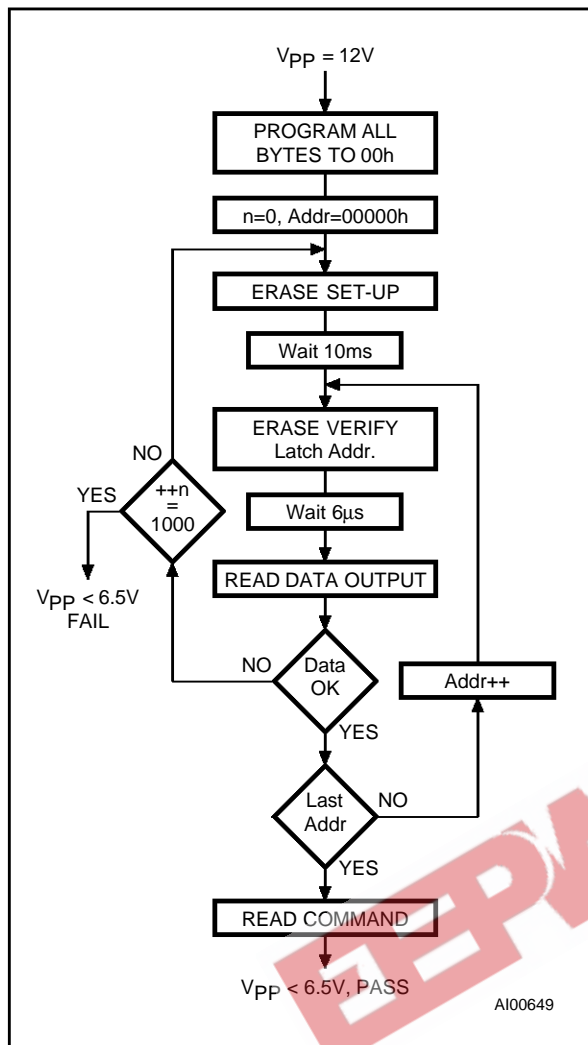 VPP = 12V
PROGRAM ALL
BYTES TO 00h
n=0, Addr=00000h
ERASE SET-UP
Wait 10ms
ERASE VERIFY
Latch Addr.
NO
YES
++n
=
1000
Wait 6µs
VPP < 6.5V
FAIL
READ DATA OUTPUT
NO
Data
OK
YES
Addr++
Last
Addr
NO
YES
READ COMMAND
VPP < 6.5V, PASS
AI00649